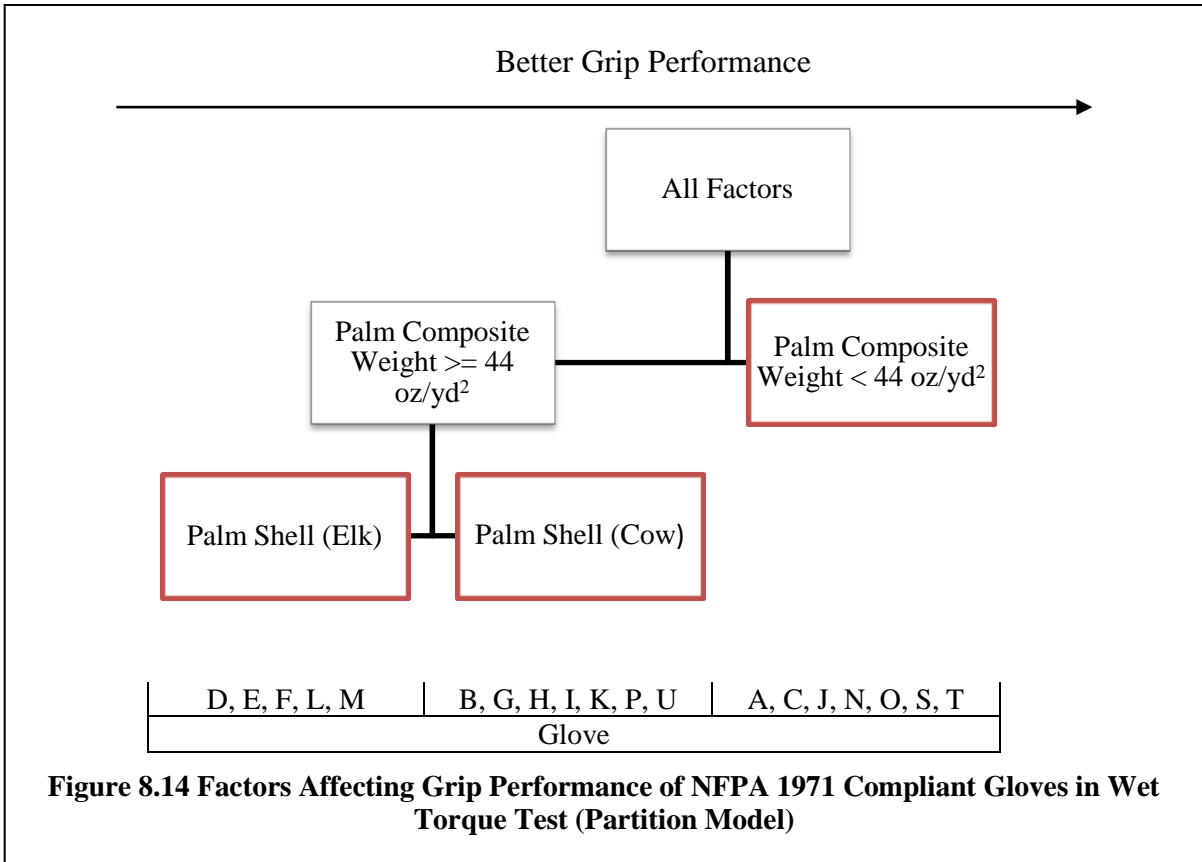 Better Grip Performance
All Factors
Palm Composite
Weight >= 44
oz/yd²
Palm Composite
Weight < 44 oz/yd²
Palm Shell (Elk)
Palm Shell (Cow)
D, E, F, L, M
B, G, H, I, K, P, U
A, C, J, N, O, S, T
Glove
Figure 8.14 Factors Affecting Grip Performance of NFPA 1971 Compliant Gloves in Wet
Torque Test (Partition Model)